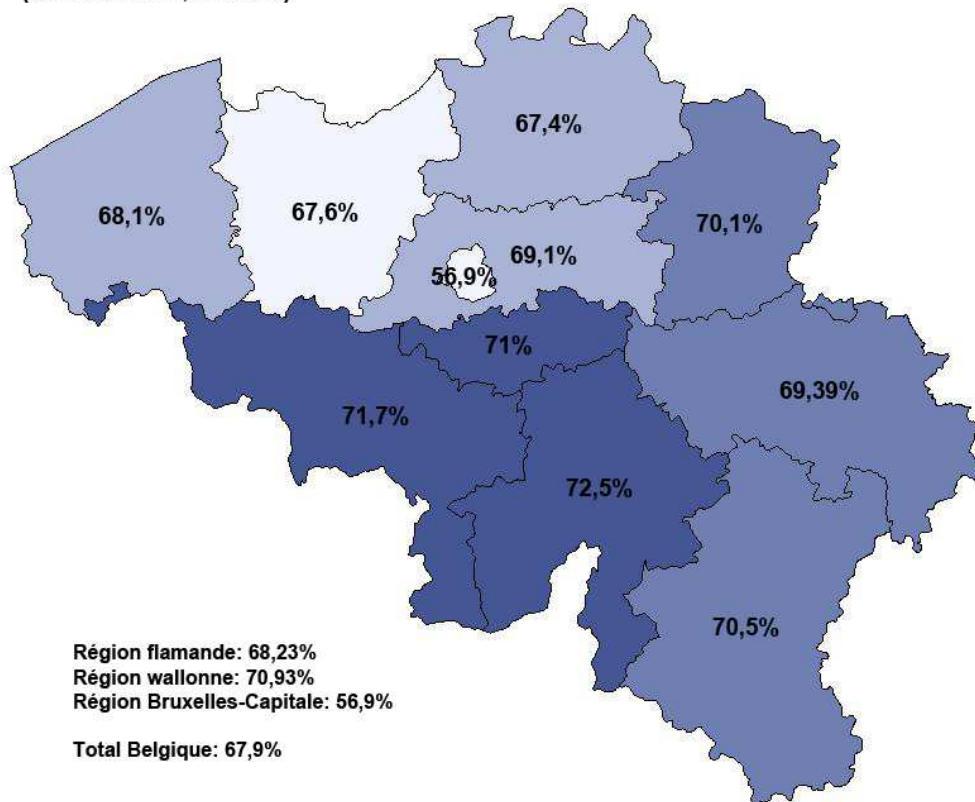 67,4%
68,1%
67,6%
70,1%
69,1%
56,9%
71%
69,39%
71,7%
72,5%
70,5%
Région flamande: 68,23%
Région wallonne: 70,93%
Région Bruxelles-Capitale: 56,9%
Total Belgique: 67,9%